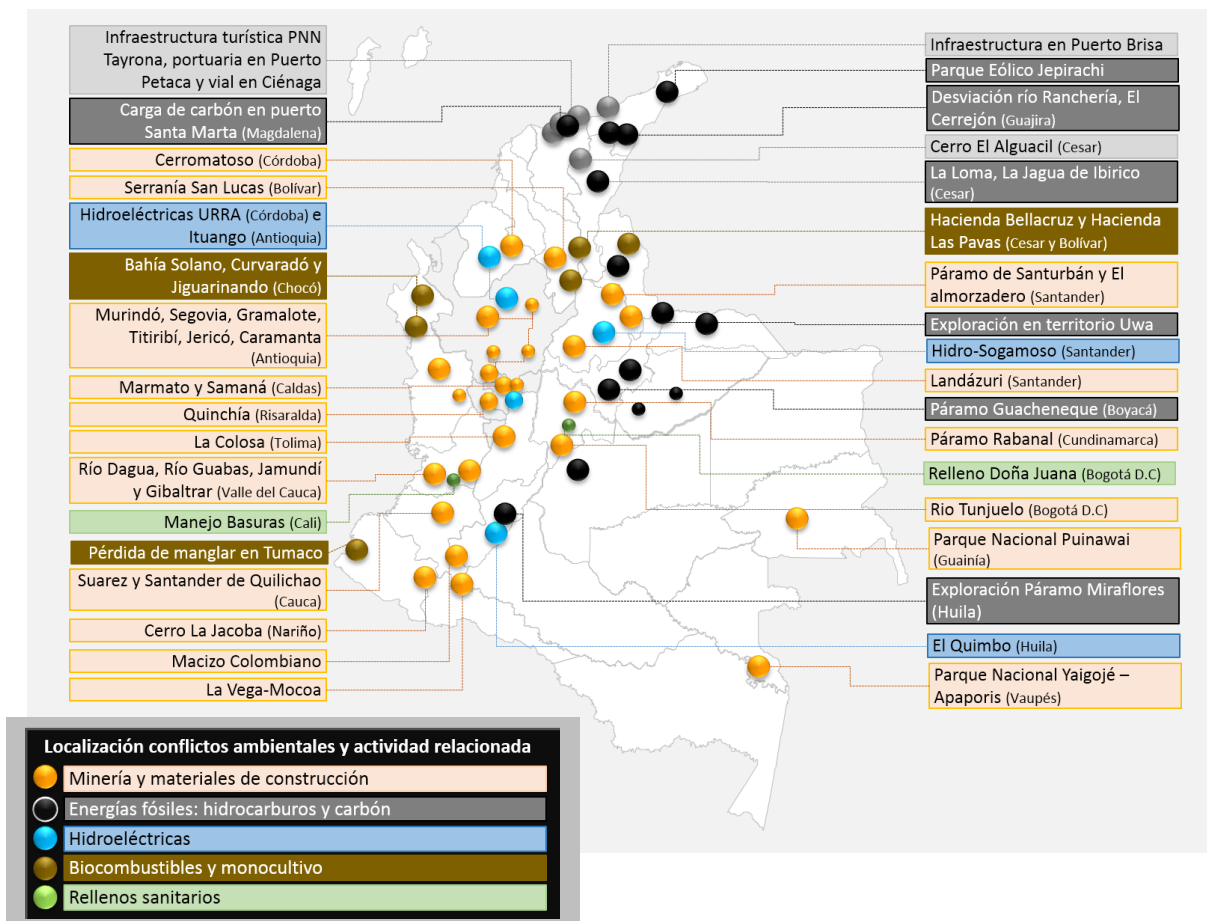 Infraestructura turística PNN
Tayrona, portuaria en Puerto
Petaca y vial en Ciénaga
Carga de carbón en puerto
Santa Marta (Magdalena)
Cerromatoso (Córdoba)
Serranía San Lucas (Bolívar)
Hidroeléctricas URRA (Córdoba) e
Ituango (Antioquia)
Bahía Solano, Curvaradó y
Jiguarinando (Chocó)
Murindó, Segovia, Gramalote,
Titiribí, Jericó, Caramanta
(Antioquia)
Marmato y Samaná (Caldas)
Quinchía (Risaralda)
La Colosa (Tolima)
Río Dagua, Río Guabas, Jamundí
y Gibaltrar (Valle del Cauca)
Manejo Basuras (Cali)
Pérdida de manglar en Tumaco
Suarez y Santander de Quilichao
(Cauca)
Cerro La Jacoba (Nariño)
Macizo Colombiano
La Vega-Mocoa
Infraestructura en Puerto Brisa
Parque Eólico Jepirachi
Desviación río Ranchería, El
Cerrejón (Guajira)
Cerro El Alguacil (Cesar)
La Loma, La Jagua de Ibirico
(Cesar)
Hacienda Bellacruz y Hacienda
Las Pavas (Cesar y Bolívar)
Páramo de Santurbán y El
almorzadero (Santander)
Exploración en territorio Uwa
Hidro-Sogamoso (Santander)
Landázuri (Santander)
Páramo Guacheneque (Boyacá)
Páramo Rabanal (Cundinamarca)
Relleno Doña Juana (Bogotá D.C)
Rio Tunjuelo (Bogotá D.C)
Parque Nacional Puinawai
(Guainía)
Exploración Páramo Miraflores
(Huila)
El Quimbo (Huila)
Parque Nacional Yaigojé –
Apaporis (Vaupés)
Localización conflictos ambientales y actividad relacionada
Minería y materiales de construcción
Energías fósiles: hidrocarburos y carbón
Hidroeléctricas
Biocombustibles y monocultivo
Rellenos sanitarios